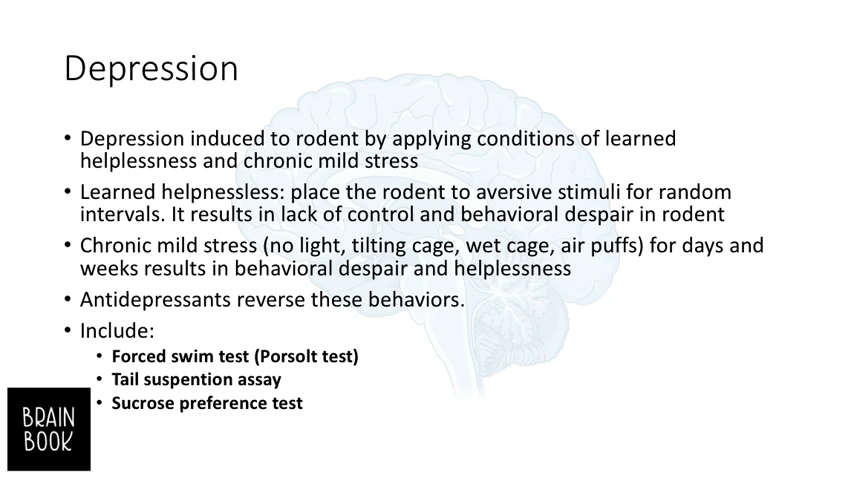 Depression
• Depression induced to rodent by applying conditions of learned
helplessness and chronic mild stress
• Learned helpnessless: place the rodent to aversive stimuli for random
intervals. It results in lack of control and behavioral despair in rodent
• Chronic mild stress (no light, tilting cage, wet cage, air puffs) for days and
weeks results in behavioral despair and helplessness
• Antidepressants reverse these behaviors.
• Include:
• Forced swim test (Porsolt test)
• Tail suspention assay
• Sucrose preference test
BRAIN
BOOK